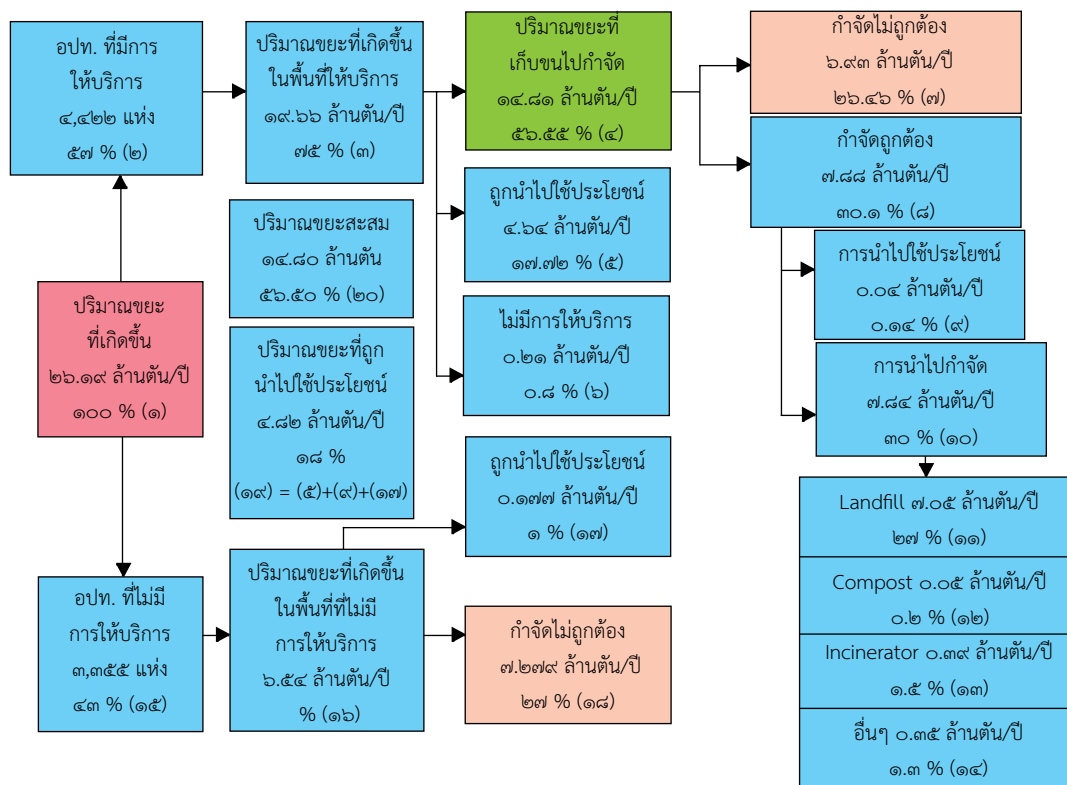 อปท. ที่มีการ
ให้บริการ
๔,๔๒๒ แห่ง
๕๗ % (๒)
ปริมาณขยะที่เกิดขึ้น
ในพื้นที่ให้บริการ
๑๙.๖๖ ล้านตัน/ปี
๗๕ % (๓)
ปริมาณขยะที่
เก็บขนไปกำจัด
๑๔.๘๑ ล้านตัน/ปี
๕๖.๕๕ % (๔)
กำจัดไม่ถูกต้อง
๖.๙๓ ล้านตัน/ปี
๒๖.๔๖ % (๗)
กำจัดถูกต้อง
๗.๘๘ ล้านตัน/ปี
๓๐.๑ % (๘)
ถูกนำไปใช้ประโยชน์
๔.๖๔ ล้านตัน/ปี
๑๗.๗๒ % (๕)
ปริมาณขยะสะสม
๑๔.๘๐ ล้านตัน
๕๖.๕๐ % (๒๐)
การนำไปใช้ประโยชน์
๐.๐๔ ล้านตัน/ปี
๐.๑๔ % (๙)
ปริมาณขยะ
ที่เกิดขึ้น
๒๖.๑๙ ล้านตัน/ปี
๑๐๐ % (๑)
ไม่มีการให้บริการ
๐.๒๑ ล้านตัน/ปี
๐.๘ % (๖)
ปริมาณขยะที่ถูก
นำไปใช้ประโยชน์
๔.๘๒ ล้านตัน/ปี
๑๘ %
(๑๙) = (๕)+(๙)+(๑๗)
การนำไปกำจัด
๗.๘๔ ล้านตัน/ปี
๓๐ % (๑๐)
ถูกนำไปใช้ประโยชน์
๐.๑๗๗ ล้านตัน/ปี
๑ % (๑๗)
Landfill ๗.๐๕ ล้านตัน/ปี
๒๗ % (๑๑)
Compost ๐.๐๕ ล้านตัน/ปี
๐.๒ % (๑๒)
Incinerator ๐.๓๙ ล้านตัน/ปี
๑.๕ % (๑๓)
อื่นๆ ๐.๓๕ ล้านตัน/ปี
๑.๓ % (๑๔)
อปท. ที่ไม่มี
การให้บริการ
๓,๓๕๕ แห่ง
๔๓ % (๑๕)
ปริมาณขยะที่เกิดขึ้น
ในพื้นที่ที่ไม่มี
การให้บริการ
๖.๕๔ ล้านตัน/ปี
% (๑๖)
กำจัดไม่ถูกต้อง
๗.๒๗๙ ล้านตัน/ปี
๒๗ % (๑๘)